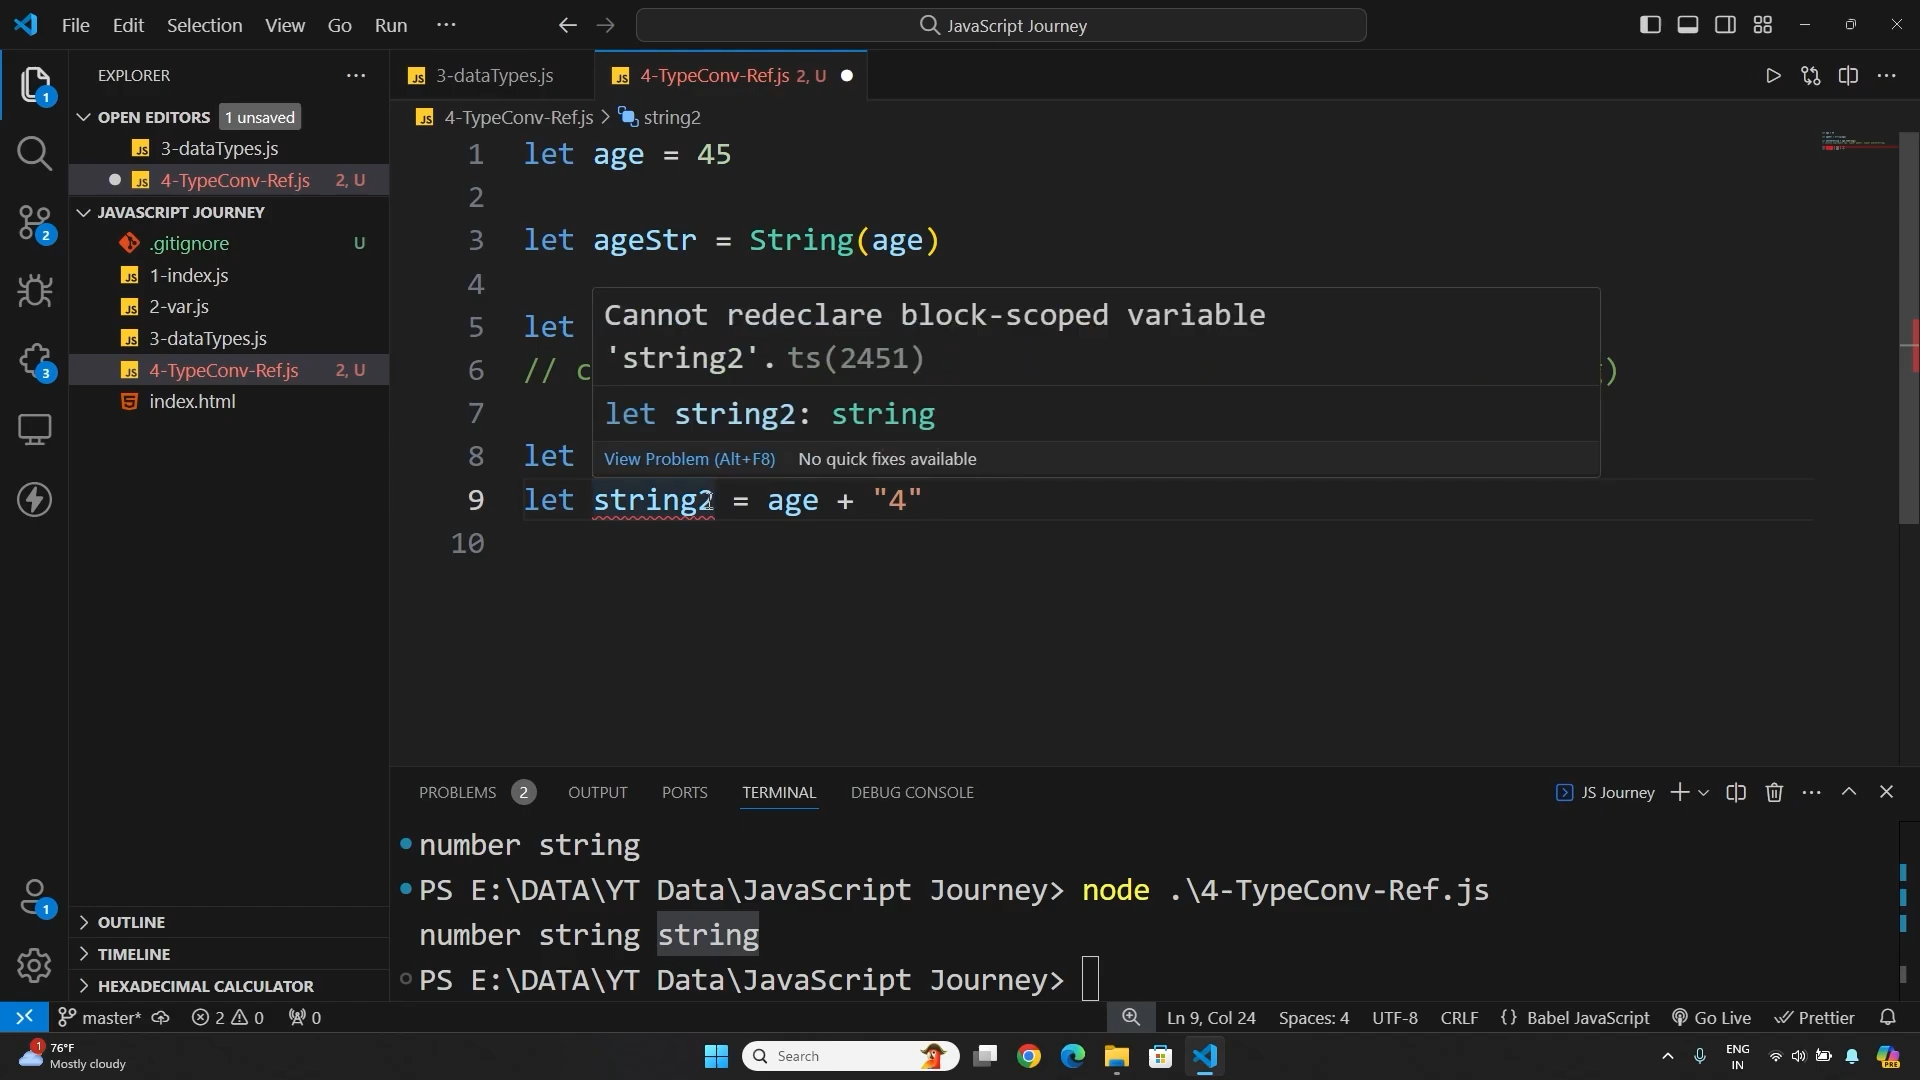 File Edit Selection View Go Run ···
JavaScript Journey
EXPLORER ···
OPEN EDITORS 1 unsaved
3-dataTypes.js
4-TypeConv-Ref.js 2, U
JAVASCRIPT JOURNEY
.gitignore U
1-index.js
2-var.js
3-dataTypes.js
4-TypeConv-Ref.js 2, U
index.html
OUTLINE
TIMELINE
HEXADECIMAL CALCULATOR
1
2
3
1
3-dataTypes.js
4-TypeConv-Ref.js 2, U
4-TypeConv-Ref.js > string2
1 let age = 45
2
3 let ageStr = String(age)
4
5 let
6 // c )
7
8 let
9 let string2 = age + "4"
10
Cannot redeclare block-scoped variable
'string2'. ts(2451)
let string2: string
View Problem (Alt+F8) No quick fixes available
PROBLEMS 2 OUTPUT PORTS TERMINAL DEBUG CONSOLE
JS Journey
number string
PS E:\DATA\YT Data\JavaScript Journey> node .\4-TypeConv-Ref.js
number string string
PS E:\DATA\YT Data\JavaScript Journey>
master* 2 0 0
Ln 9, Col 24 Spaces: 4 UTF-8 CRLF {} Babel JavaScript Go Live Prettier
1
76°F
Mostly cloudy
Search
ENG
IN
PRE